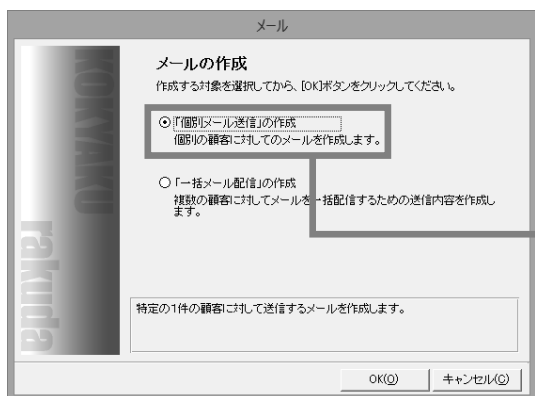 メール
メールの作成
作成する対象を選択してから、[OK]ボタンをクリックしてください。
「個別メール送信」の作成
個別の顧客に対してのメールを作成します。
「一括メール配信」の作成
複数の顧客に対してメールを一括配信するための送信内容を作成し
ます。
特定の1件の顧客に対して送信するメールを作成します。
OK(O)
キャンセル(C)
KOKYAKU
rakuda